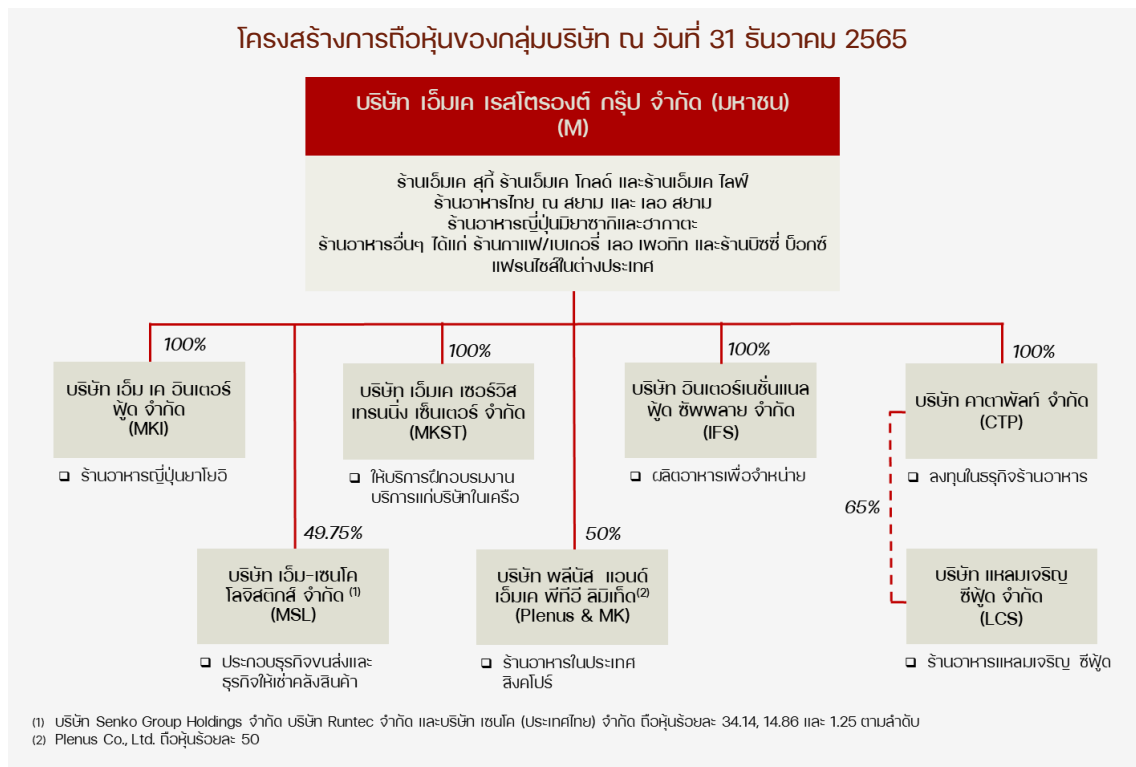 โครงสร้างการถือหุ้นของกลุ่มบริษัท ณ วันที่ 31 ธันวาคม 2565
บริษัท เอ็มเค เรสโตรองต์ กรุ๊ป จำกัด (มหาชน)
(M)
ร้านเอ็มเค สุกี้ ร้านเอ็มเค โกลด์ และร้านเอ็มเค ไลฟ์
ร้านอาหารไทย ณ สยาม และ เลอ สยาม
ร้านอาหารญี่ปุ่นมิยาซากิและฮากาตะ
ร้านอาหารอื่นๆ ได้แก่ ร้านกาแฟ/เบเกอรี่ เลอ เพอทิท และร้านบิซซี่ บ็อกซ์
แฟรนไชส์ในต่างประเทศ
100%
บริษัท เอ็ม เค อินเตอร์
ฟู้ด จำกัด
(MKI)
❑ ร้านอาหารญี่ปุ่นยาโยอิ
100%
บริษัท เอ็มเค เซอร์วิส
เทรนนิ่ง เซ็นเตอร์ จำกัด
(MKST)
❑ ให้บริการฝึกอบรมงาน
บริการแก่บริษัทในเครือ
100%
บริษัท อินเตอร์เนชั่นแนล
ฟู้ด ซัพพลาย จำกัด
(IFS)
❑ ผลิตอาหารเพื่อจำหน่าย
100%
บริษัท คาตาพัลท์ จำกัด
(CTP)
❑ ลงทุนในธุรกิจร้านอาหาร
49.75%
บริษัท เอ็ม-เซนโค
โลจิสติกส์ จำกัด (1)
(MSL)
❑ ประกอบธุรกิจขนส่งและ
ธุรกิจให้เช่าคลังสินค้า
50%
บริษัท พลีนัส แอนด์
เอ็มเค พีทีอี ลิมิเต็ด(2)
(Plenus & MK)
❑ ร้านอาหารในประเทศ
สิงคโปร์
65%
บริษัท แหลมเจริญ
ซีฟู้ด จำกัด
(LCS)
❑ ร้านอาหารแหลมเจริญ ซีฟู้ด
(1) บริษัท Senko Group Holdings จำกัด บริษัท Runtec จำกัด และบริษัท เซนโค (ประเทศไทย) จำกัด ถือหุ้นร้อยละ 34.14, 14.86 และ 1.25 ตามลำดับ
(2) Plenus Co., Ltd. ถือหุ้นร้อยละ 50